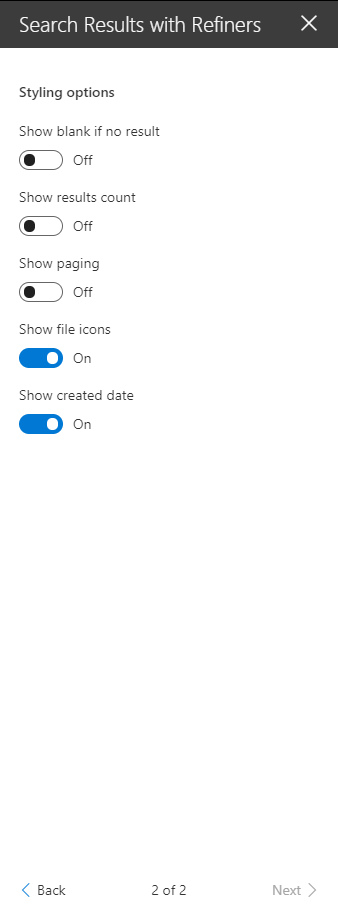 Search Results with Refiners
Styling options
Show blank if no result
Off
Show results count
Off
Show paging
Off
Show file icons
On
Show created date
On
Back 2 of 2 Next